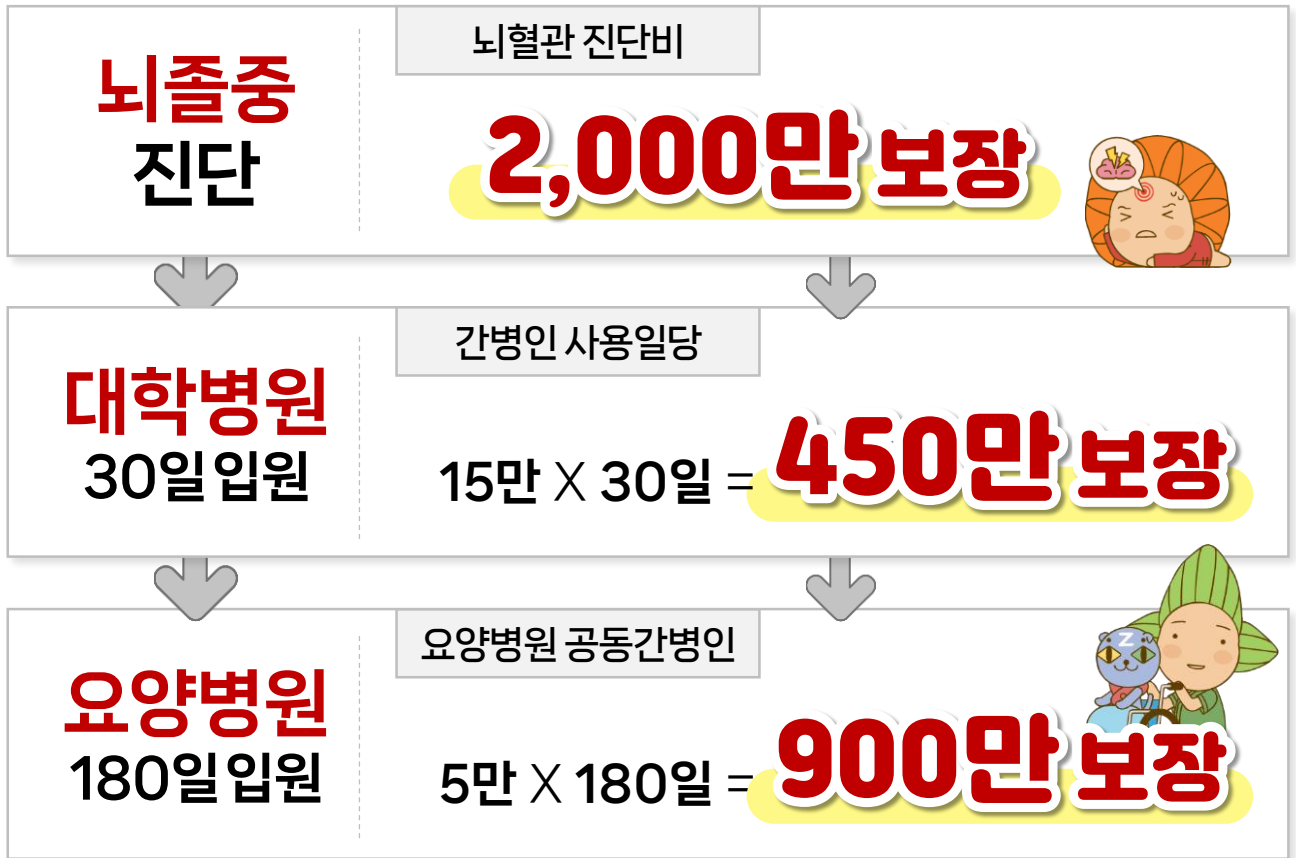 뇌졸중
진단
뇌혈관 진단비
2,000만 보장
대학병원
30일 입원
간병인 사용일당
15만 X 30일 = 450만 보장
요양병원
180일 입원
요양병원 공동간병인
Z
5만 X 180일 = 900만 보장